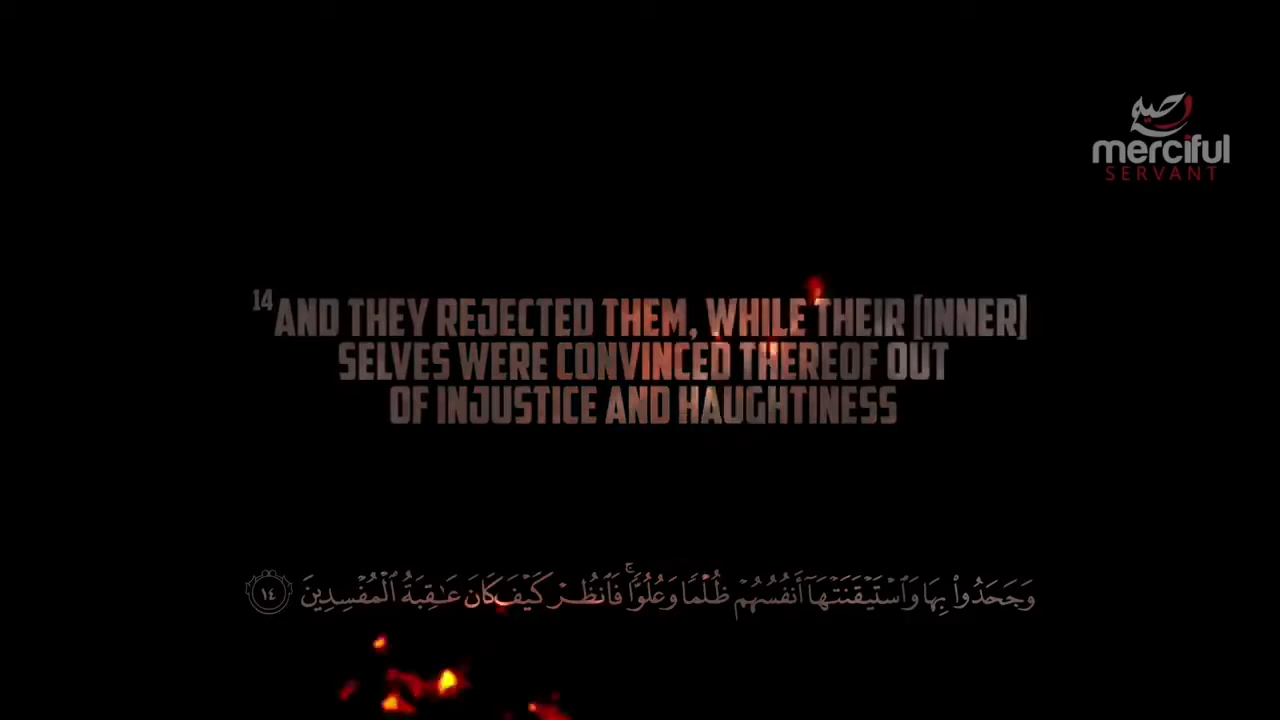 رحيم
merciful
SERVANT
14 AND THEY REJECTED THEM, WHILE THEIR [INNER]
SELVES WERE CONVINCED THEREOF OUT
OF INJUSTICE AND HAUGHTINESS
وَجَحَدُوا۟ بِهَا وَٱسْتَيْقَنَتْهَآ أَنفُسُهُمْ ظُلْمًا وَعُلُوًّا ۚ فَٱنظُرْ كَيْفَ كَانَ عَـٰقِبَةُ ٱلْمُفْسِدِينَ ١٤